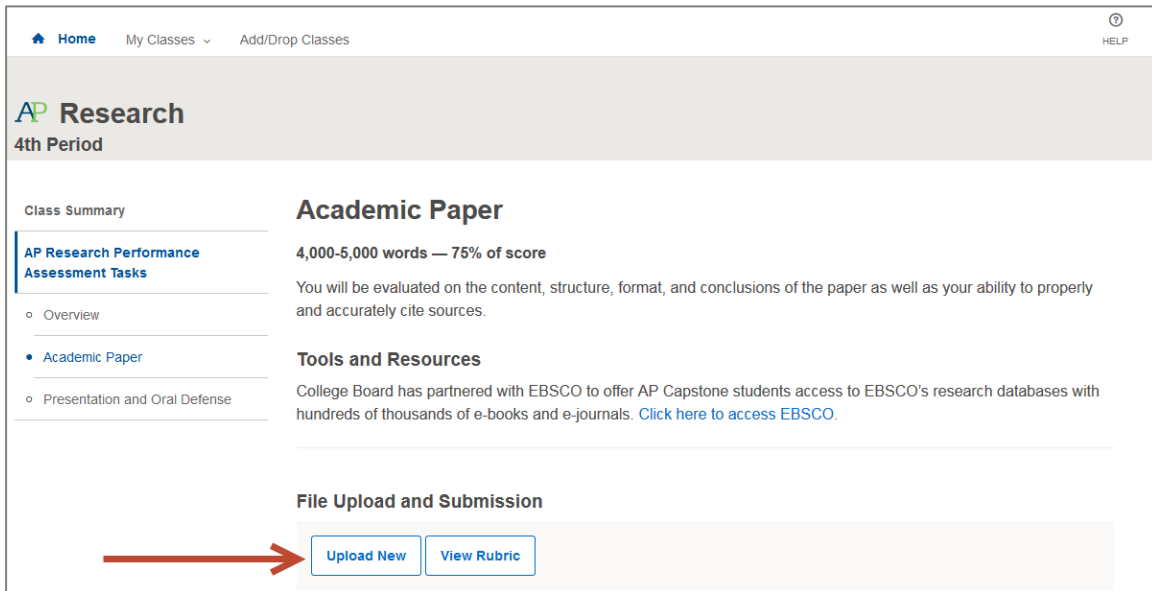 Home My Classes Add/Drop Classes HELP
AP Research
4th Period
Class Summary
AP Research Performance
Assessment Tasks
Overview
Academic Paper
Presentation and Oral Defense
Academic Paper
4,000-5,000 words — 75% of score
You will be evaluated on the content, structure, format, and conclusions of the paper as well as your ability to properly
and accurately cite sources.
Tools and Resources
College Board has partnered with EBSCO to offer AP Capstone students access to EBSCO's research databases with
hundreds of thousands of e-books and e-journals. Click here to access EBSCO.
File Upload and Submission
Upload New View Rubric